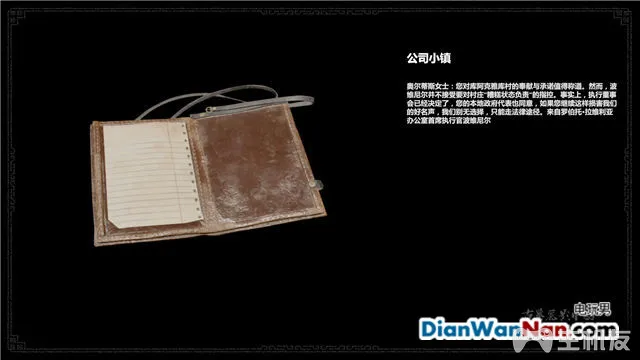 公司小镇
奥尔蒂斯女士：您对库阿克雅库村的奉献与承诺值得称道。然而，波
维尼尔并不接受要对村庄“糟糕状态负责”的指控。事实上，执行董事
会已经决定了，您的本地政府代表也同意，如果您继续这样损害我们
的好名声，我们别无选择，只能走法律途径。来自罗伯托·拉维利亚
办公室首席执行官波维尼尔
电玩男
DianWanNan.com